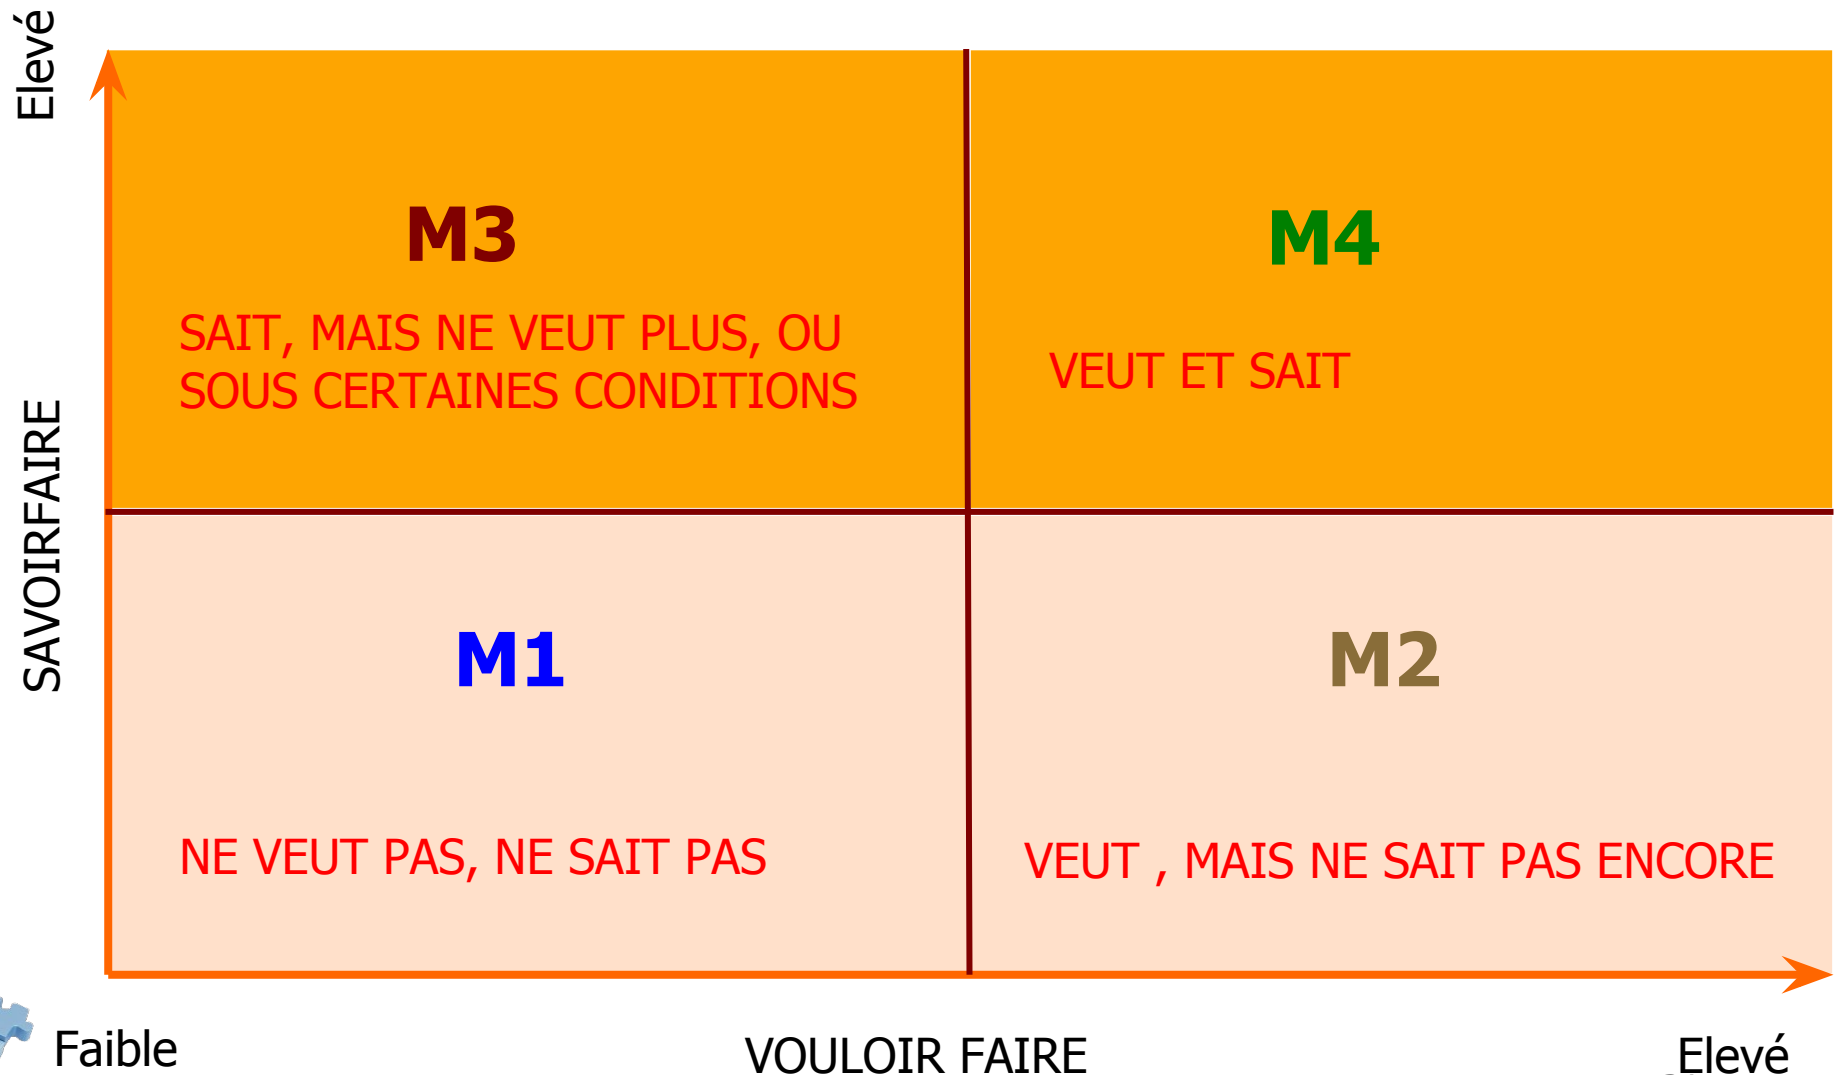 Elevé
M3
SAIT, MAIS NE VEUT PLUS, OU
SOUS CERTAINES CONDITIONS
M4
VEUT ET SAIT
SAVOIRFAIRE
M1
NE VEUT PAS, NE SAIT PAS
M2
VEUT , MAIS NE SAIT PAS ENCORE
Faible
VOULOIR FAIRE
Elevé